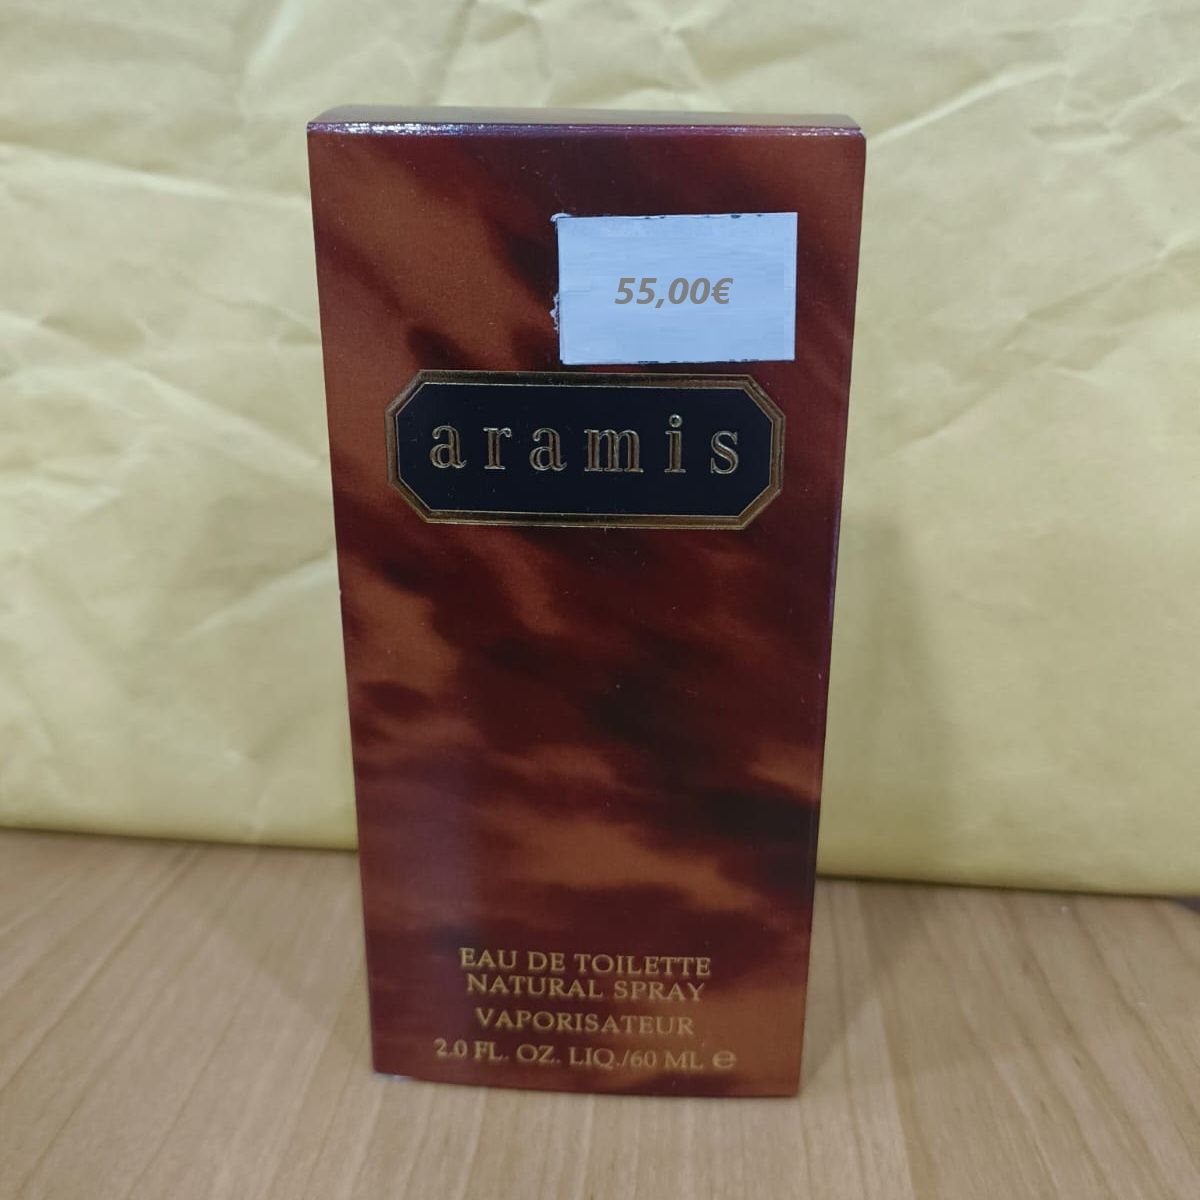 55,00€
aramis
EAU DE TOILETTE
NATURAL SPRAY
VAPORISATEUR
2.0 FL. OZ. LIQ./60 ML ℮